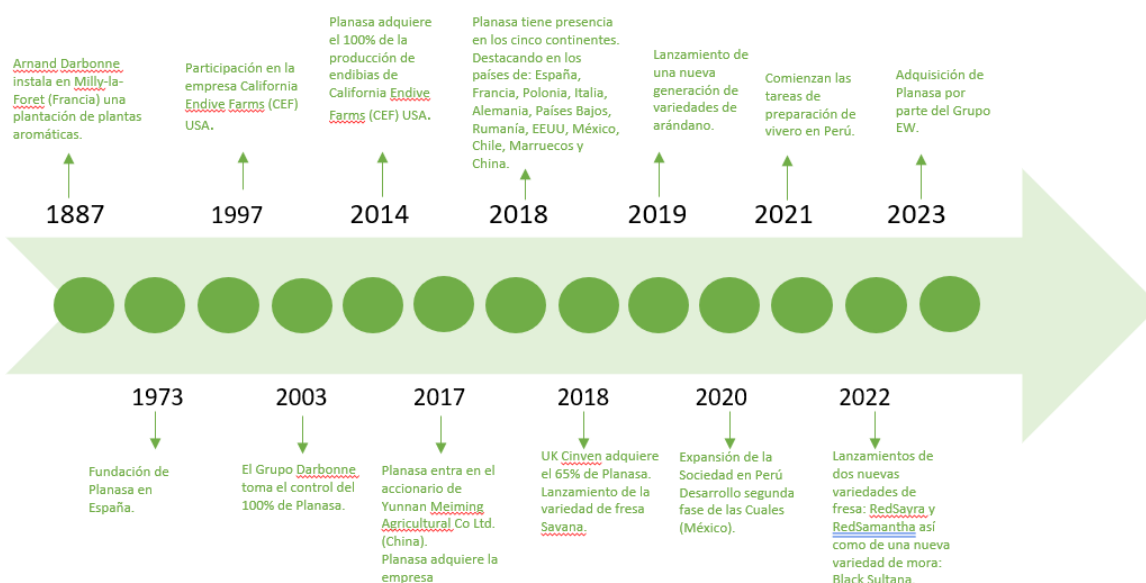 Arnand Darbonne
instala en Milly-la-
Foret (Francia) una
plantación de plantas
aromáticas.
1887
Participación en la
empresa California
Endive Farms (CEF)
USA.
1997
Planasa adquiere
el 100% de la
producción de
endibias de
California Endive
Farms (CEF) USA.
2014
Planasa tiene presencia
en los cinco continentes.
Destacando en los
países de: España,
Francia, Polonia, Italia,
Alemania, Países Bajos,
Rumanía, EEUU, México,
Chile, Marruecos y
China.
2018
Lanzamiento de
una nueva
generación de
variedades de
arándano.
2019
Comienzan las
tareas de
preparación de
vivero en Perú.
2021
Adquisición de
Planasa por
parte del Grupo
EW.
2023
1973
Fundación de
Planasa en
España.
2003
El Grupo Darbonne
toma el control del
100% de Planasa.
2017
Planasa entra en el
accionario de
Yunnan Meiming
Agricultural Co Ltd.
(China).
Planasa adquiere la
empresa
2018
UK Cinven adquiere
el 65% de Planasa.
Lanzamiento de la
variedad de fresa
Savana.
2020
Expansión de la
Sociedad en Perú
Desarrollo segunda
fase de las Cuales
(México).
2022
Lanzamientos de
dos nuevas
variedades de
fresa: RedSayra y
RedSamantha así
como de una nueva
variedad de mora:
Black Sultana